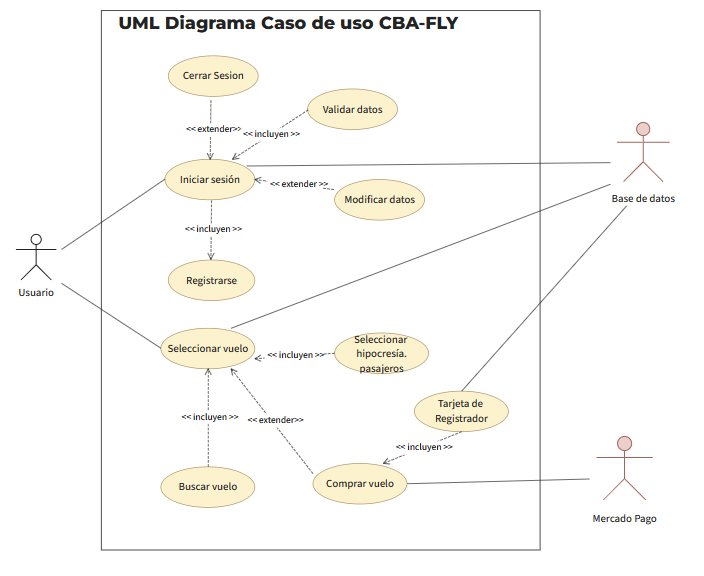 UML Diagrama Caso de uso CBA-FLY
Cerrar Sesion
Validar datos
<< extender>>
<< incluyen >>
Iniciar sesión
<< extender >>
Modificar datos
Base de datos
<< incluyen >>
Registrarse
Usuario
Seleccionar vuelo
<< incluyen >>
Seleccionar
hipocresía.
pasajeros
<< incluyen >>
<< extender>>
Tarjeta de
Registrador
<< incluyen >>
Buscar vuelo
Comprar vuelo
Mercado Pago